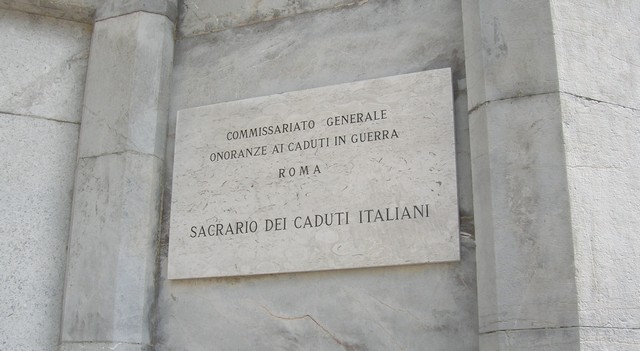 COMMISSARIATO GENERALE
ONORANZE AI CADUTI IN GUERRA
ROMA
SACRARIO DEI CADUTI ITALIANI